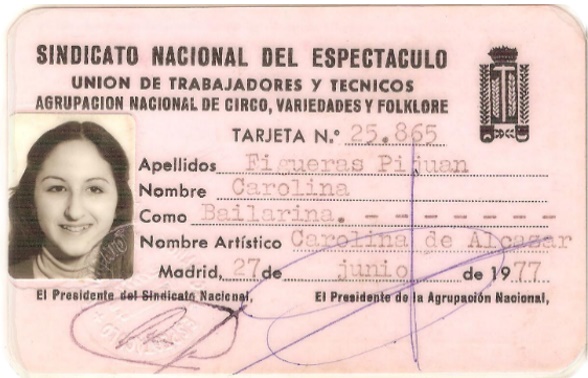 SINDICATO NACIONAL DEL ESPECTACULO
UNION DE TRABAJADORES Y TECNICOS
AGRUPACION NACIONAL DE CIRCO, VARIEDADES Y FOLKLORE
TARJETA N.º 25.865
Apellidos Figueras Pijuan
Nombre Carolina
Como Bailarina. - - - - - - -
Nombre Artístico Carolina de Alcazar
Madrid, 27 de junio de 1977
El Presidente del Sindicato Nacional, El Presidente de la Agrupación Nacional,